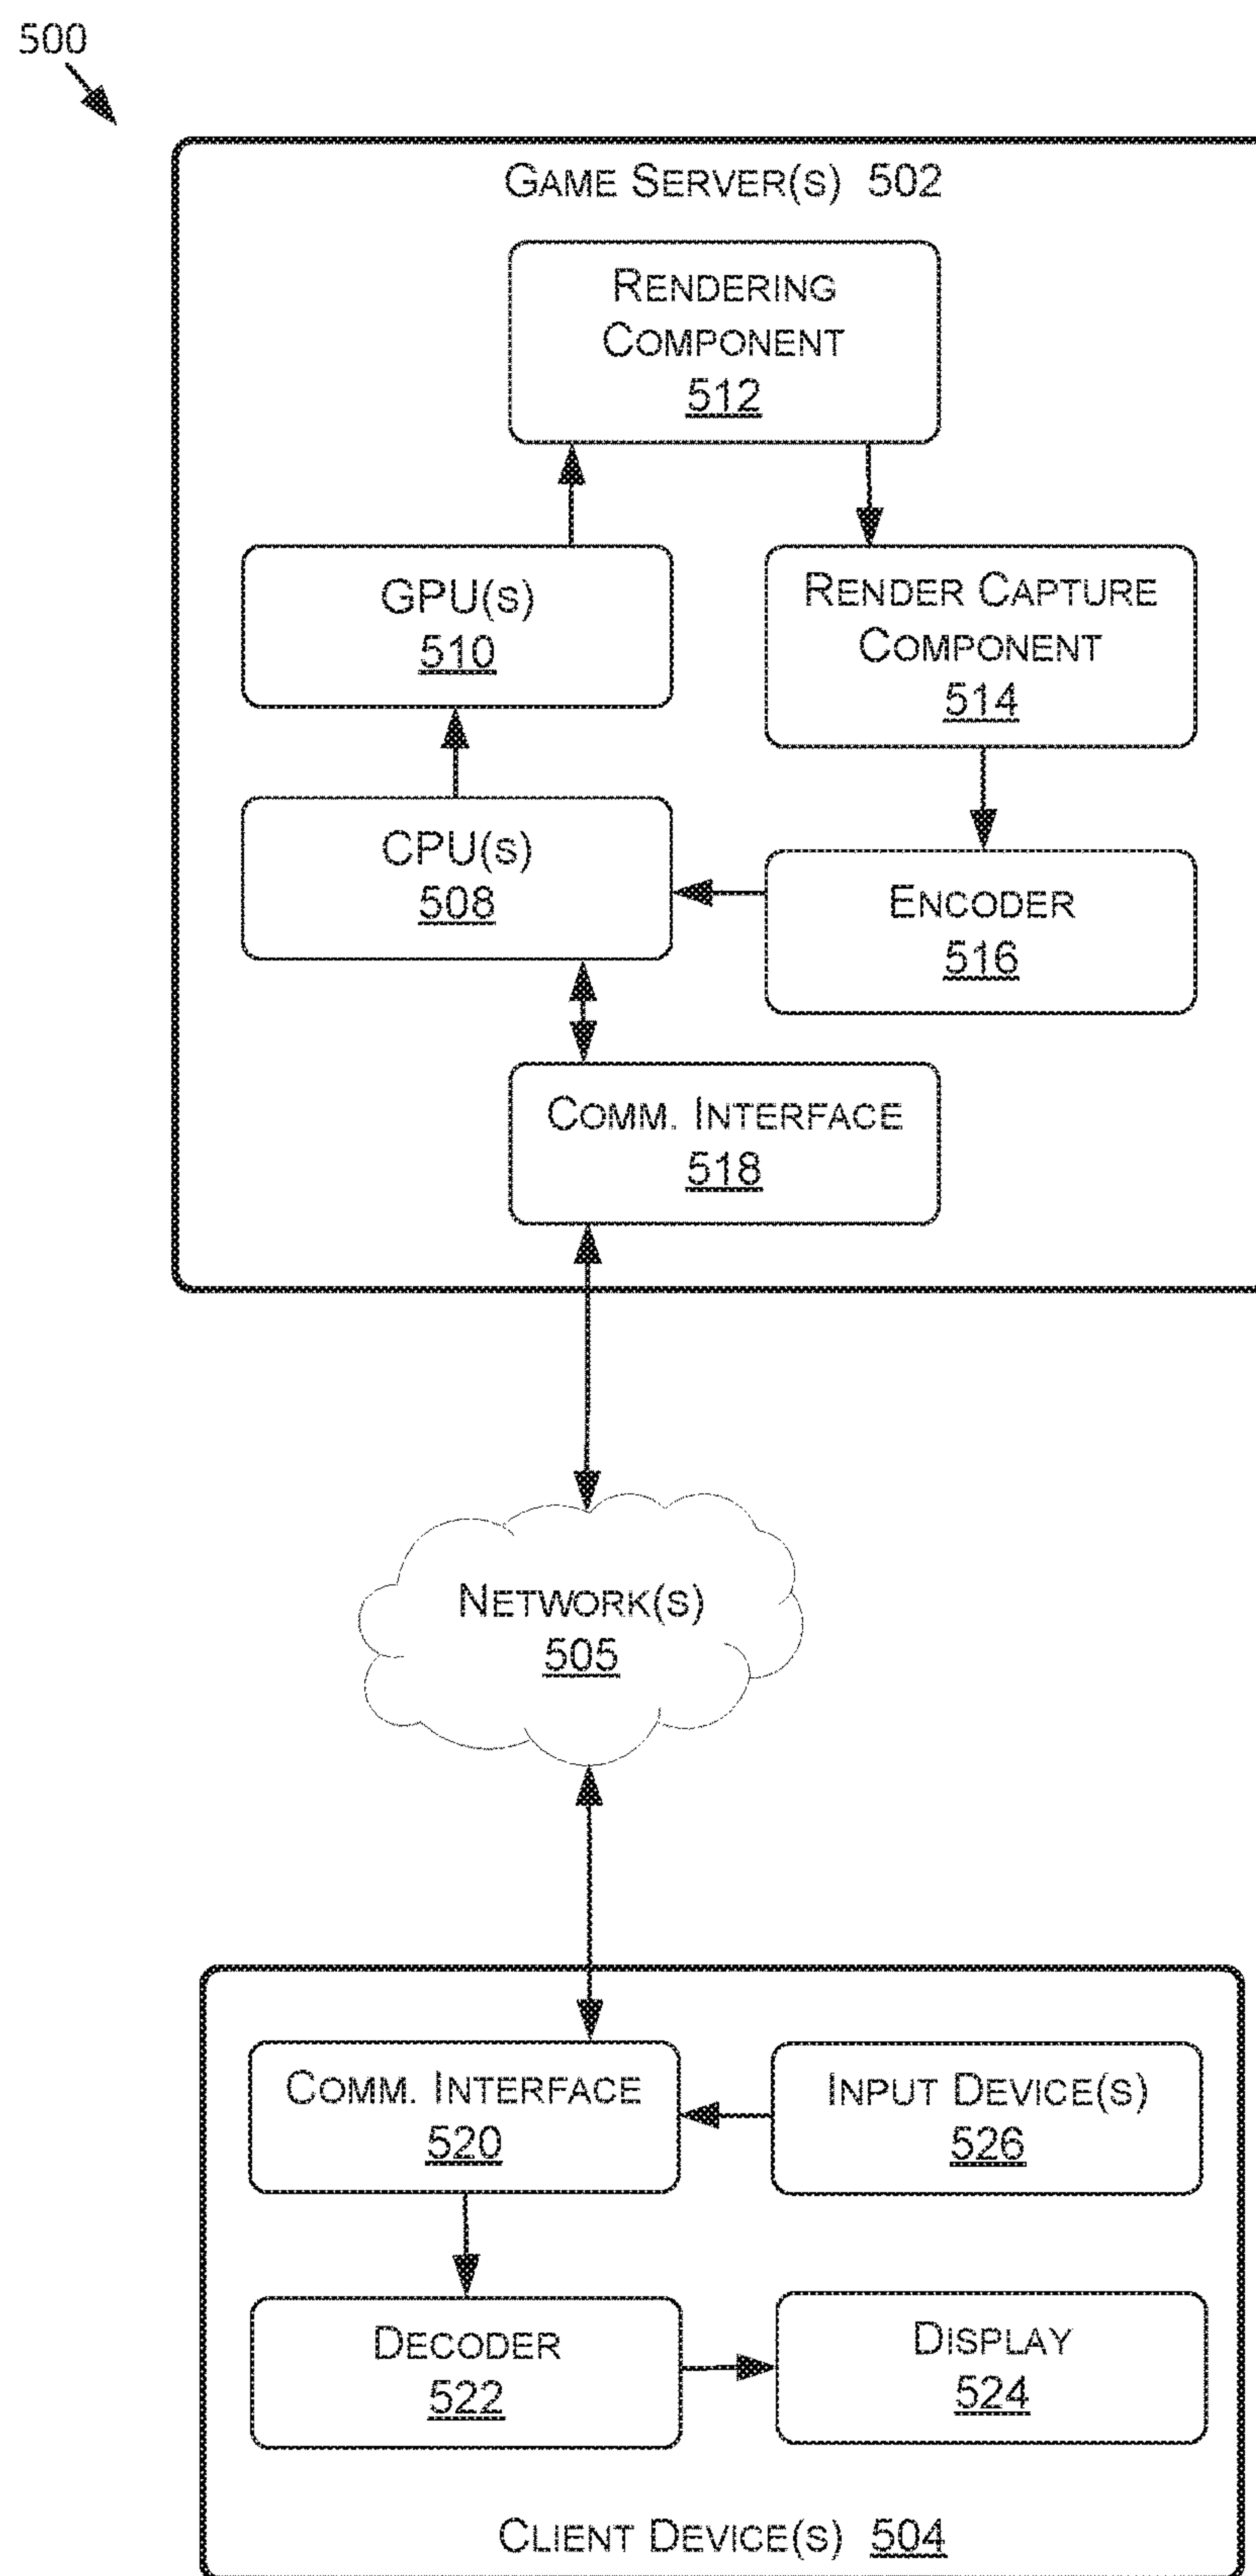 500
GAME SERVER(S) 502
RENDERING
COMPONENT
512
GPU(S)
510
RENDER CAPTURE
COMPONENT
514
CPU(S)
508
ENCODER
516
COMM. INTERFACE
518
NETWORK(S)
505
COMM. INTERFACE
520
INPUT DEVICE(S)
526
DECODER
522
DISPLAY
524
CLIENT DEVICE(S) 504